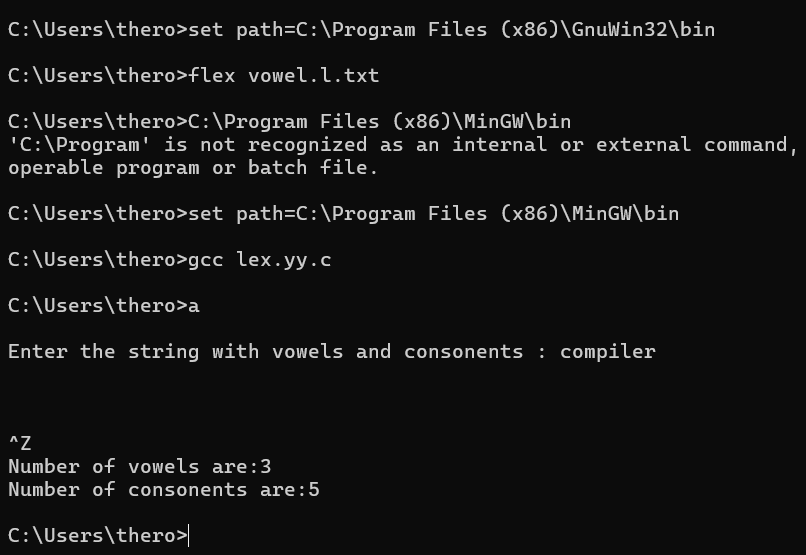 C:\Users\thero>set path=C:\Program Files (x86)\GnuWin32\bin
C:\Users\thero>flex vowel.l.txt
C:\Users\thero>C:\Program Files (x86)\MinGW\bin
'C:\Program' is not recognized as an internal or external command,
operable program or batch file.
C:\Users\thero>set path=C:\Program Files (x86)\MinGW\bin
C:\Users\thero>gcc lex.yy.c
C:\Users\thero>a
Enter the string with vowels and consonents : compiler
^Z
Number of vowels are:3
Number of consonents are:5
C:\Users\thero>